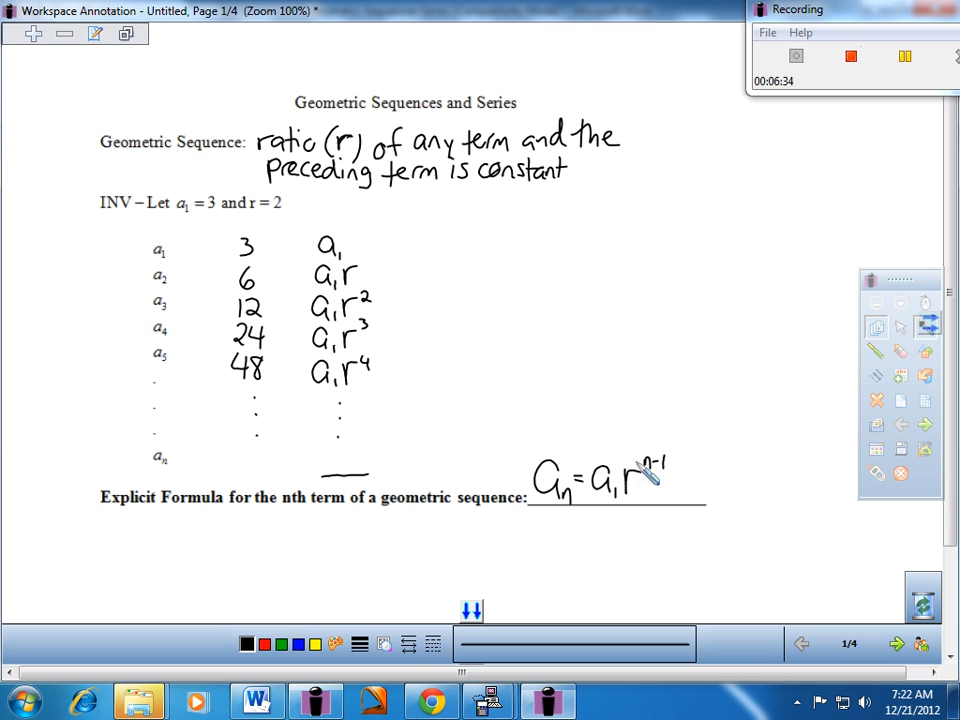 Workspace Annotation - Untitled, Page 1/4 (Zoom 100%) *
Recording
File Help
00:06:34
Geometric Sequences and Series
Geometric Sequence: ratio (r) of any term and the
preceding term is constant
INV – Let a₁ = 3 and r = 2
a₁ 3 a₁
a₂ 6 a₁r
a₃ 12 a₁r²
a₄ 24 a₁r³
a₅ 48 a₁r⁴
. . .
. . .
. . .
aₙ
Explicit Formula for the nth term of a geometric sequence: aₙ = a₁rⁿ⁻¹
1/4
7:22 AM
12/21/2012